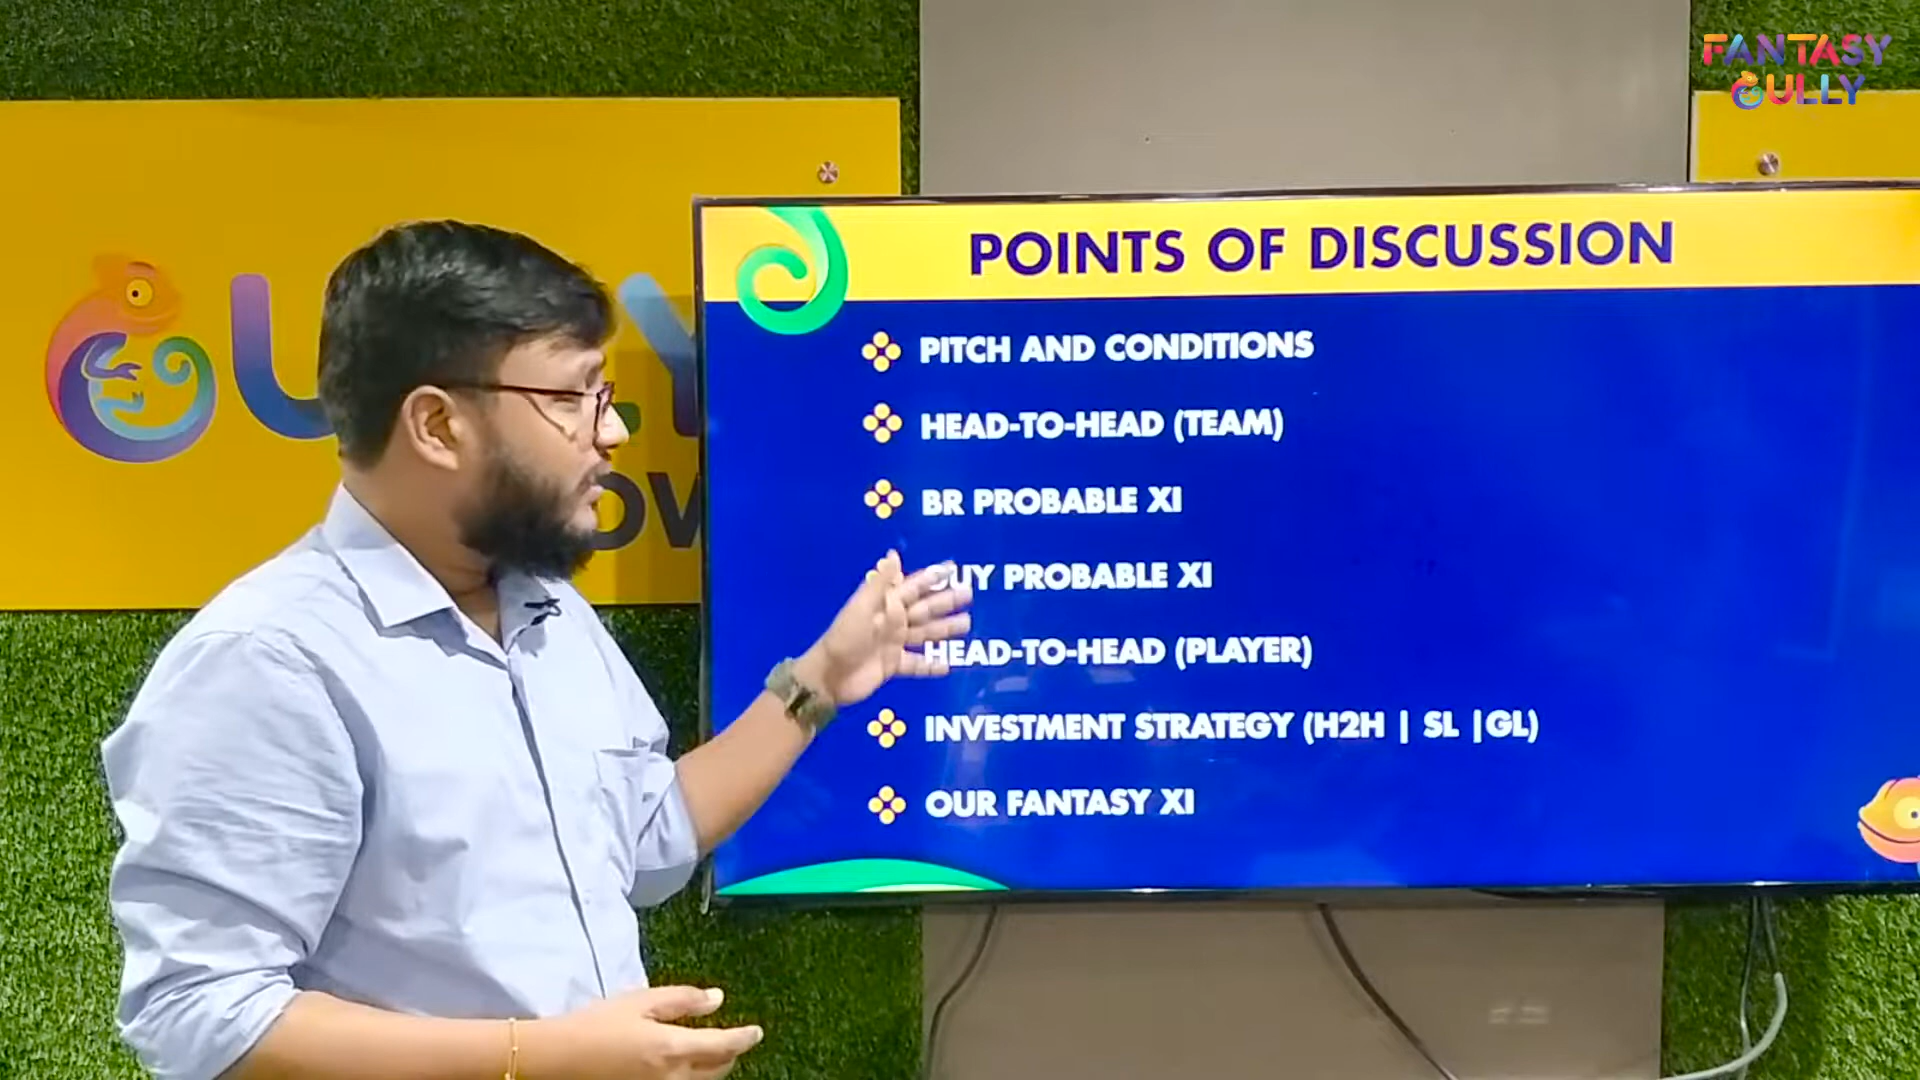 FANTASY
GULLY
POINTS OF DISCUSSION
PITCH AND CONDITIONS
HEAD-TO-HEAD (TEAM)
BR PROBABLE XI
GUY PROBABLE XI
HEAD-TO-HEAD (PLAYER)
INVESTMENT STRATEGY (H2H | SL |GL)
OUR FANTASY XI